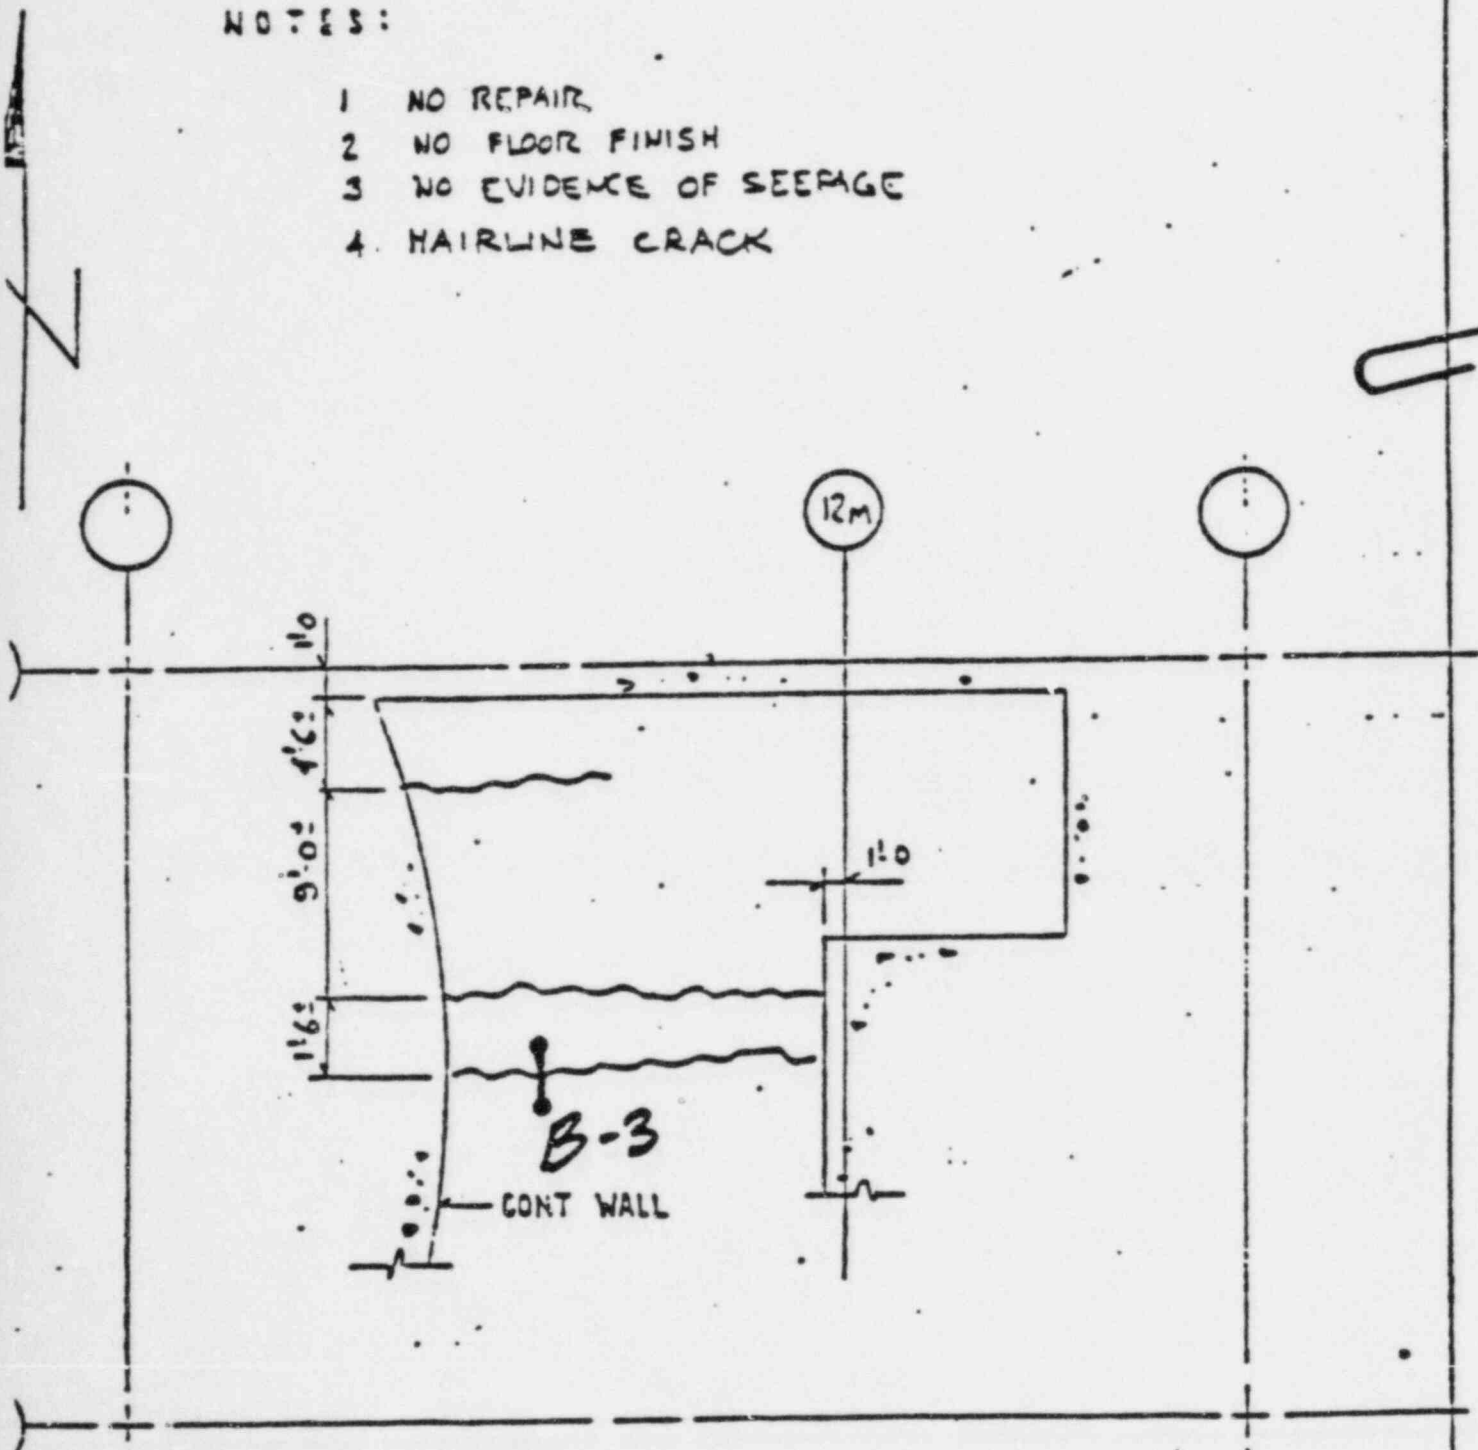 NOTES:
1 NO REPAIR
2 NO FLOOR FINISH
3 NO EVIDENCE OF SEEPAGE
4. HAIRLINE CRACK
12M
1'0
4'6±
9'-0±
1'-0
1'6±
B-3
CONT WALL